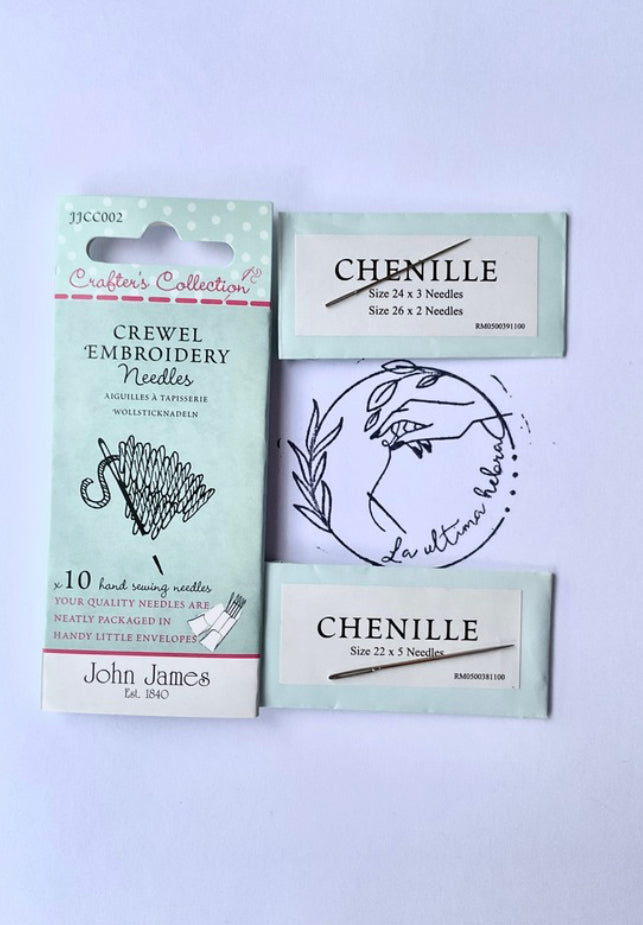 JJCC002
Crafter's Collection
CREWEL
EMBROIDERY
Needles
AIGUILLES À TAPISSERIE
WOLLSTICKNADELN
x 10 hand sewing needles
YOUR QUALITY NEEDLES ARE
NEATLY PACKAGED IN
HANDY LITTLE ENVELOPES
John James
Est. 1840
CHENILLE
Size 24 x 3 Needles
Size 26 x 2 Needles
RM0500391100
La ultima hebra
CHENILLE
Size 22 x 5 Needles
RM0500381100